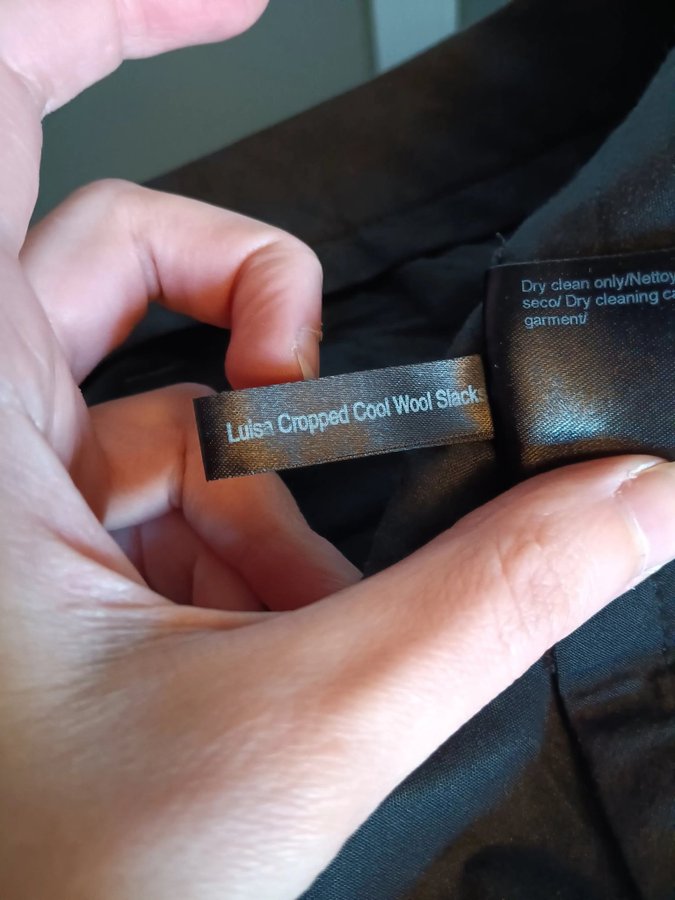 Dry clean only/Nettoy
seco/ Dry cleaning ca
garment/
Luisa Cropped Cool Wool Slacks